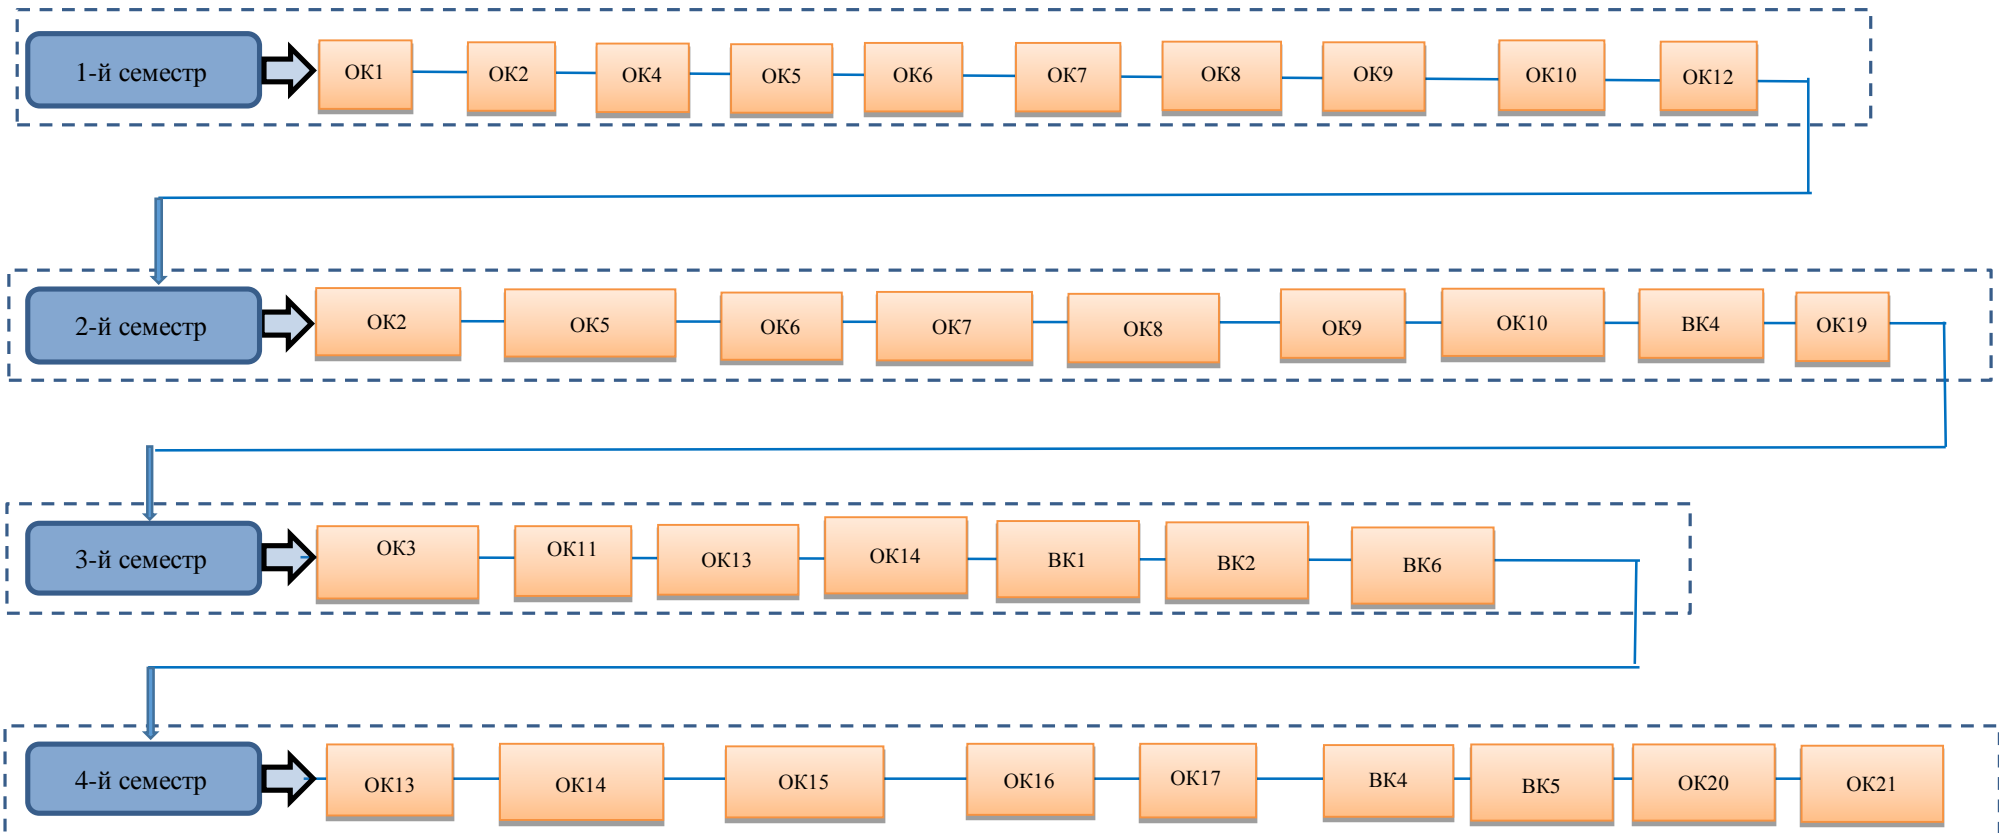 1-й семестр ОК1 ОК2 ОК4 ОК5 ОК6 ОК7 ОК8 ОК9 ОК10 ОК12
2-й семестр ОК2 ОК5 ОК6 ОК7 ОК8 ОК9 ОК10 ВК4 ОК19
3-й семестр ОК3 ОК11 ОК13 ОК14 ВК1 ВК2 ВК6
4-й семестр ОК13 ОК14 ОК15 ОК16 ОК17 ВК4 ВК5 ОК20 ОК21